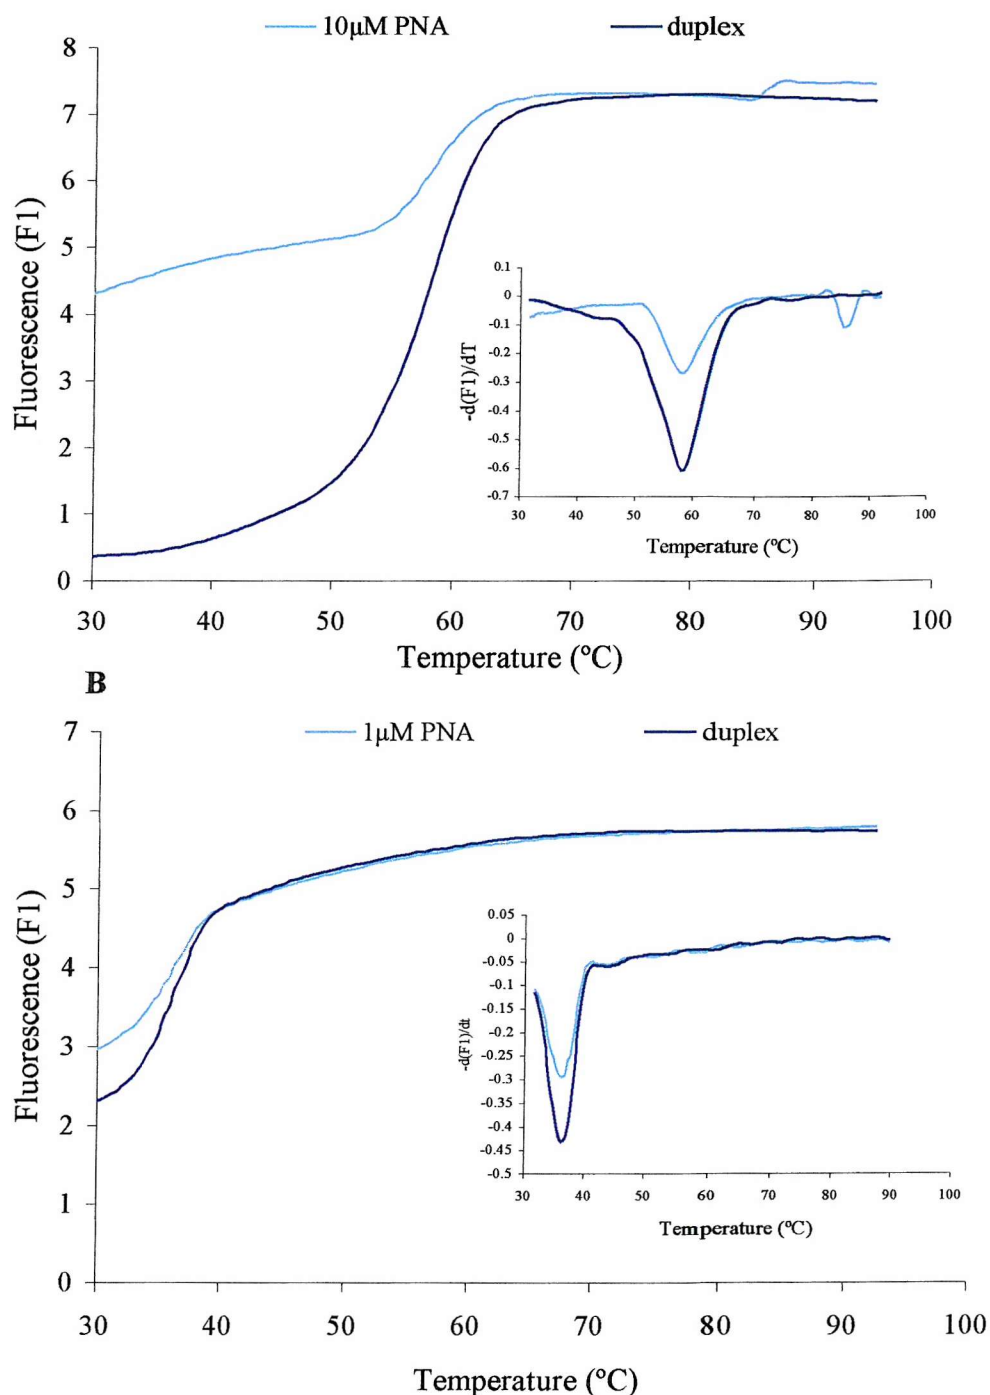 10µM PNA duplex
8
7
6
5
4
3
2
1
0
Fluorescence (F1)
30 40 50 60 70 80 90 100
Temperature (ºC)
0.1
0
-0.1
-0.2
-0.3
-0.4
-0.5
-0.6
-0.7
-d(F1)/dT
30 40 50 60 70 80 90 100
Temperature (ºC)
B
1µM PNA duplex
7
6
5
4
3
2
1
0
Fluorescence (F1)
30 40 50 60 70 80 90 100
Temperature (ºC)
0.05
0
-0.05
-0.1
-0.15
-0.2
-0.25
-0.3
-0.35
-0.4
-0.45
-0.5
-d(F1)/dt
30 40 50 60 70 80 90 100
Temperature (ºC)